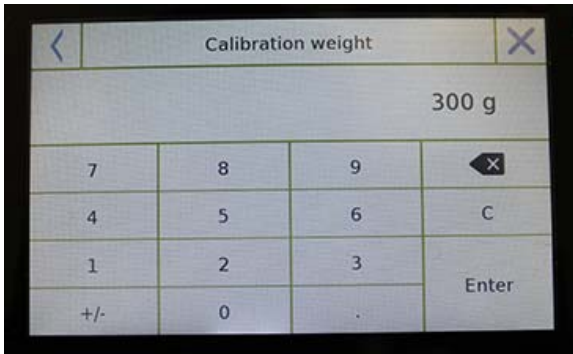 Calibration weight
300 g
7 8 9
4 5 6 C
1 2 3
Enter
+/- 0 .